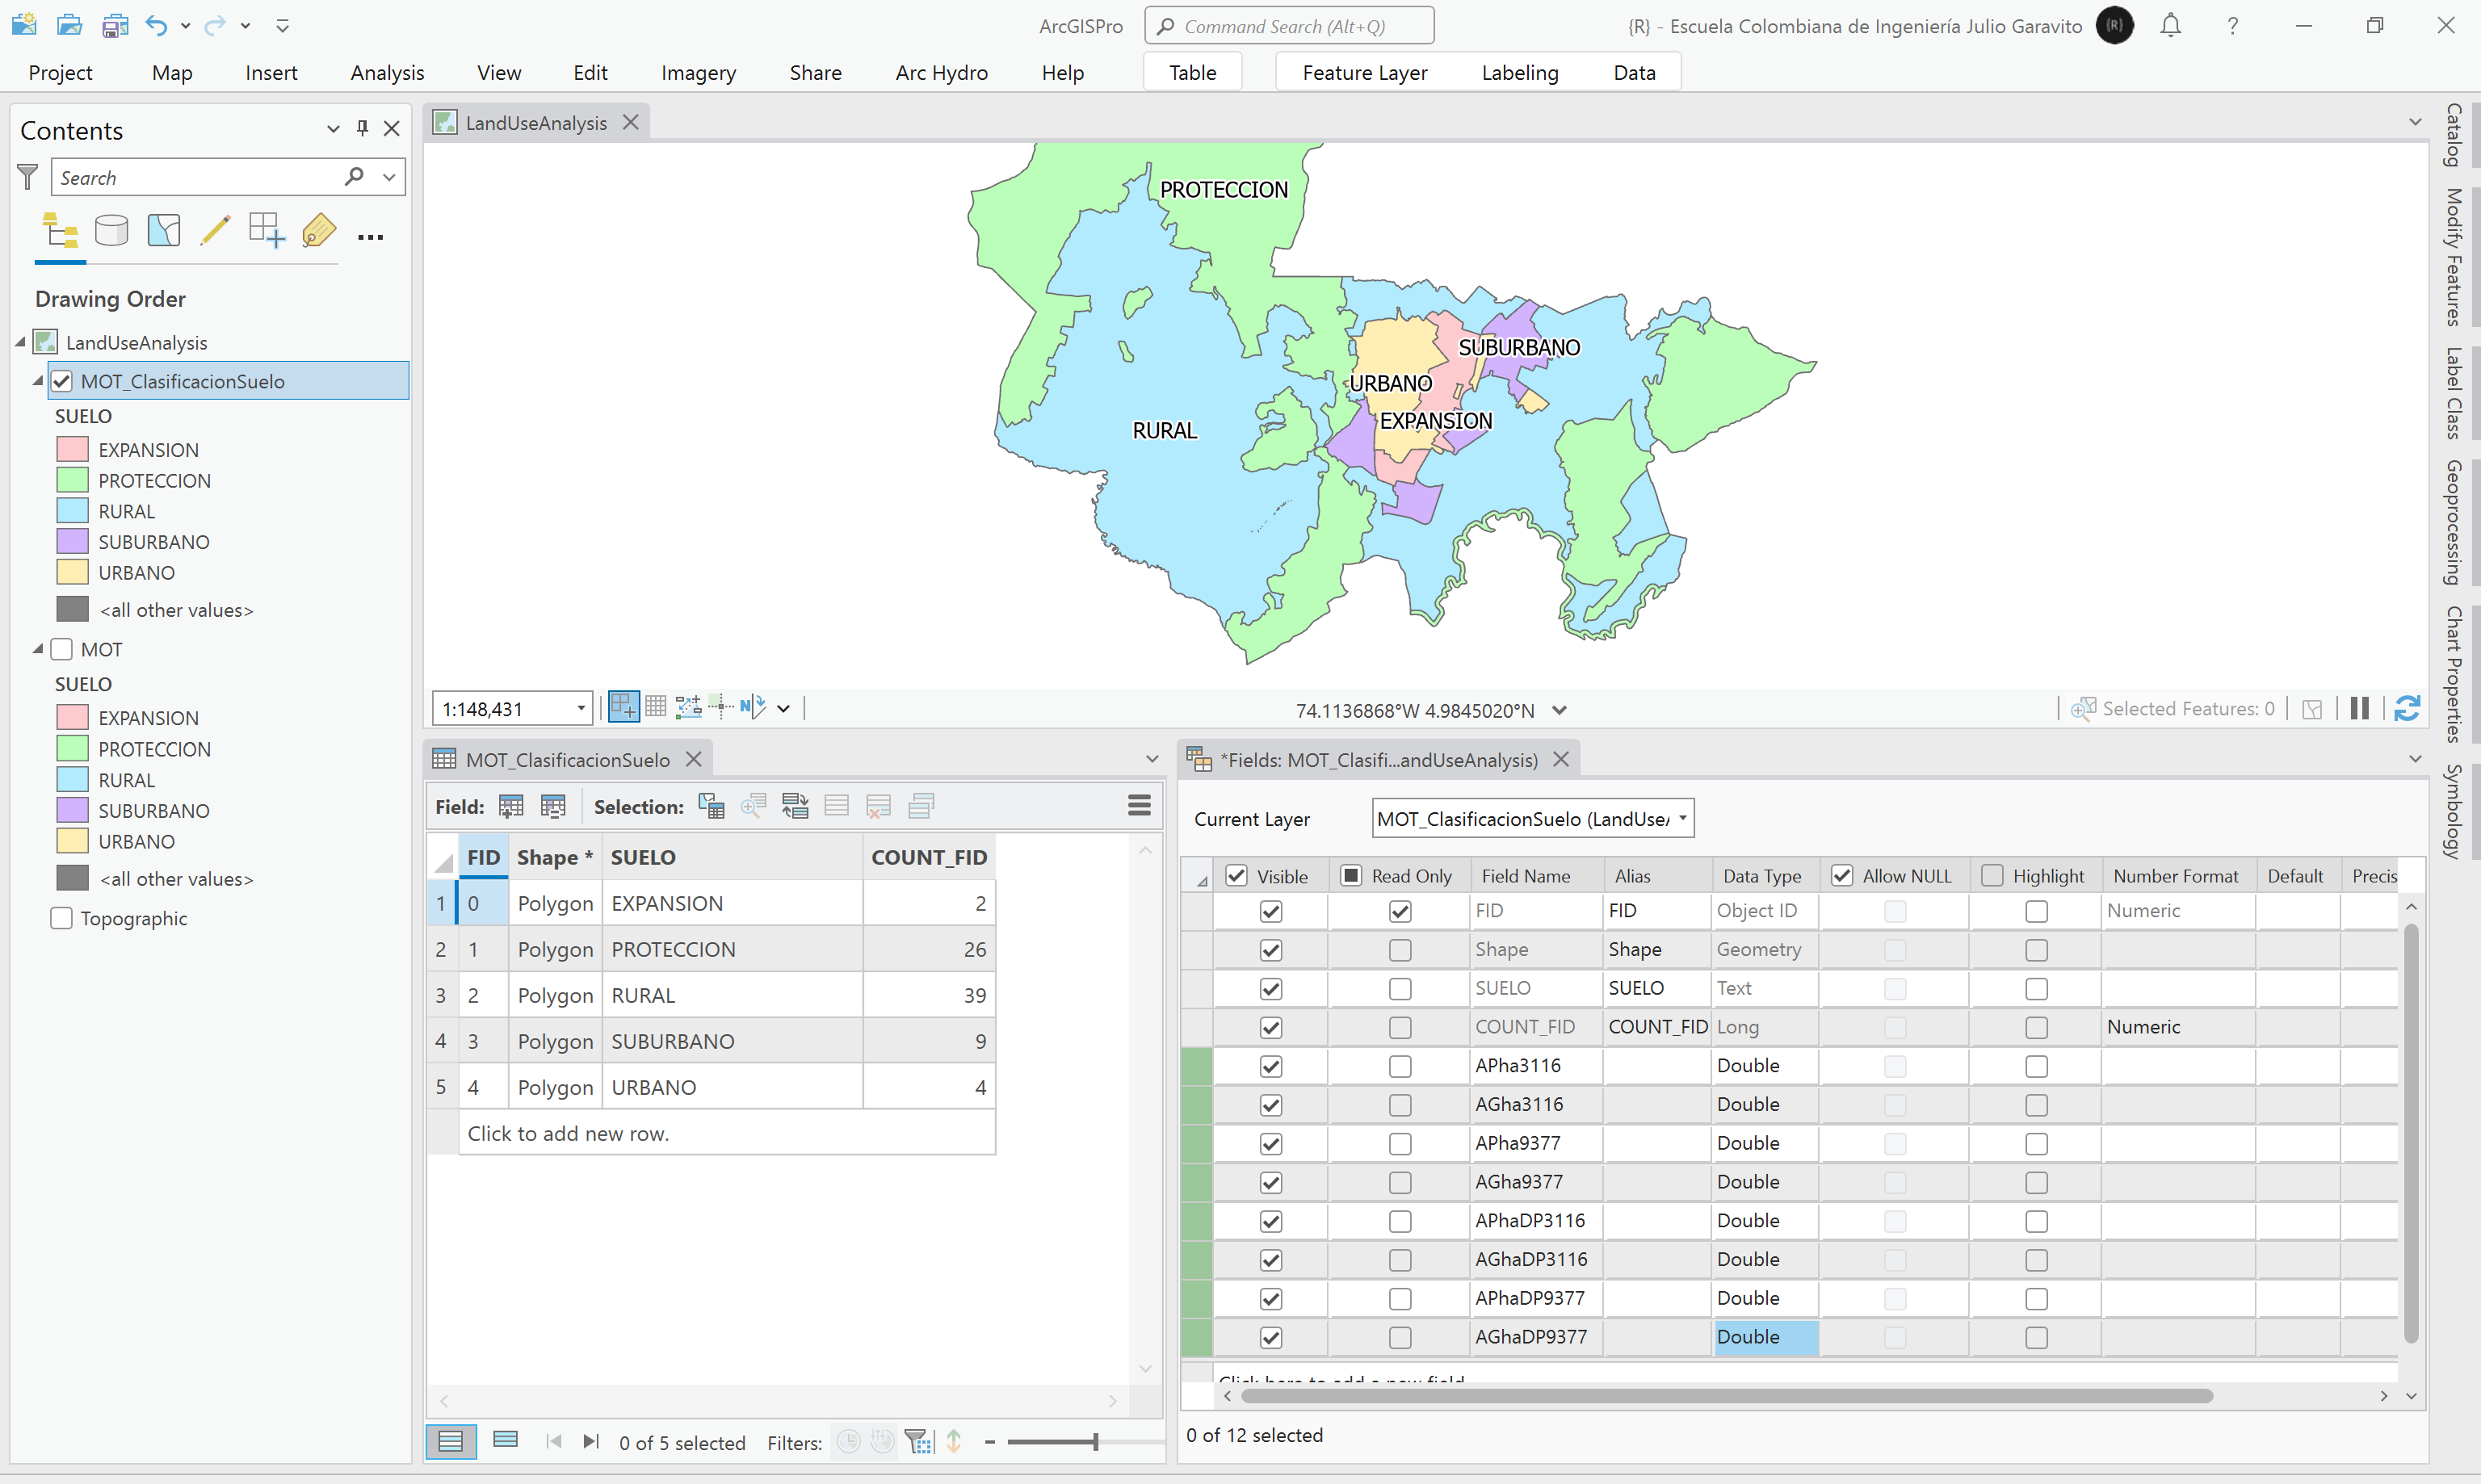 ArcGISPro
Command Search (Alt+Q)
{R} - Escuela Colombiana de Ingeniería Julio Garavito
{R}
?
Project Map Insert Analysis View Edit Imagery Share Arc Hydro Help Table Feature Layer Labeling Data
Contents
Search
Drawing Order
LandUseAnalysis
MOT_ClasificacionSuelo
SUELO
EXPANSION
PROTECCION
RURAL
SUBURBANO
URBANO
<all other values>
MOT
SUELO
EXPANSION
PROTECCION
RURAL
SUBURBANO
URBANO
<all other values>
Topographic
LandUseAnalysis
PROTECCION
SUBURBANO
URBANO
EXPANSION
RURAL
1:148,431
N
74.1136868°W 4.9845020°N
Selected Features: 0
MOT_ClasificacionSuelo
Field:
Selection:
FID Shape * SUELO COUNT_FID
1 0 Polygon EXPANSION 2
2 1 Polygon PROTECCION 26
3 2 Polygon RURAL 39
4 3 Polygon SUBURBANO 9
5 4 Polygon URBANO 4
Click to add new row.
0 of 5 selected
Filters:
*Fields: MOT_Clasifi...andUseAnalysis)
Current Layer
MOT_ClasificacionSuelo (LandUseA
Visible Read Only Field Name Alias Data Type Allow NULL Highlight Number Format Default Precis
FID FID Object ID Numeric
Shape Shape Geometry
SUELO SUELO Text
COUNT_FID COUNT_FID Long Numeric
APha3116 Double
AGha3116 Double
APha9377 Double
AGha9377 Double
APhaDP3116 Double
AGhaDP3116 Double
APhaDP9377 Double
AGhaDP9377 Double
Click here to add a new field
0 of 12 selected
Catalog
Modify Features
Label Class
Geoprocessing
Chart Properties
Symbology